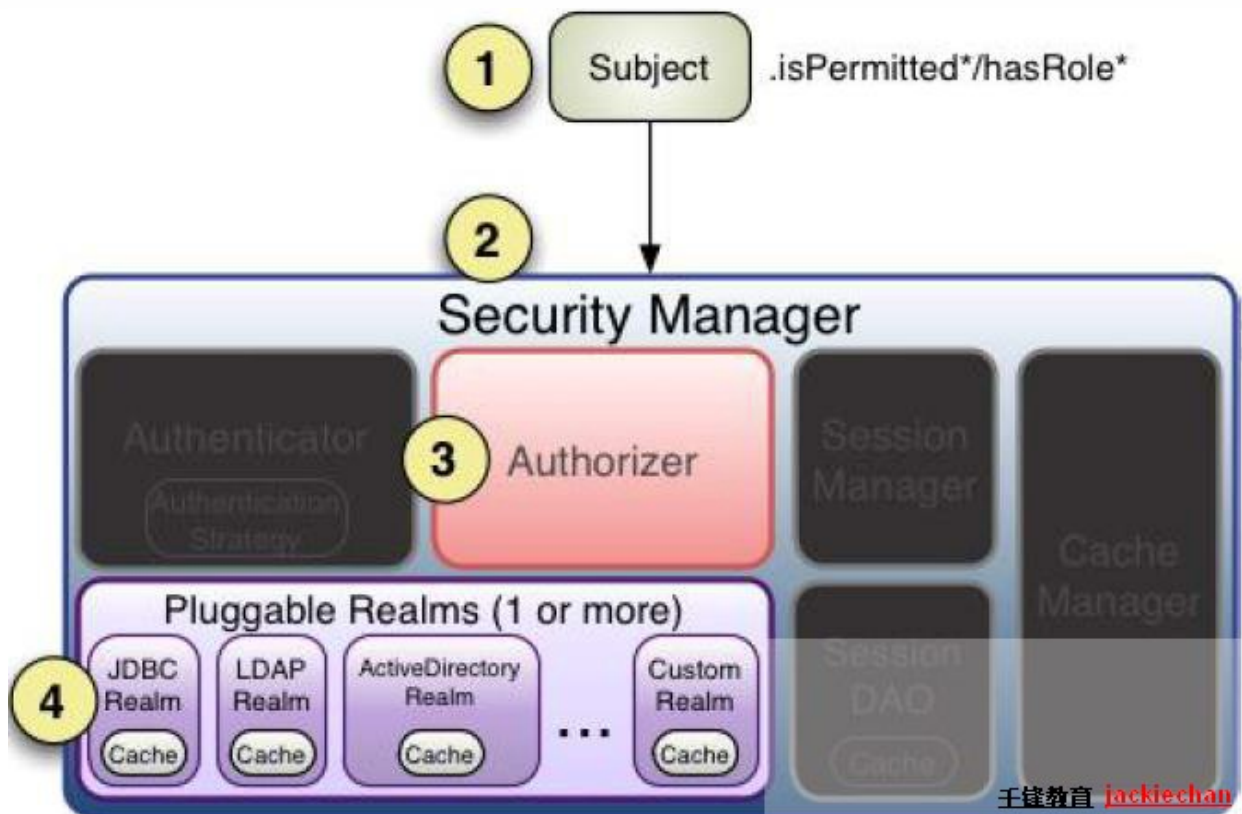 1
Subject
.isPermitted*/hasRole*
2
Security Manager
Authenticator
Authentication
Strategy
3
Authorizer
Session
Manager
Cache
Manager
Pluggable Realms (1 or more)
4
JDBC
Realm
Cache
LDAP
Realm
Cache
ActiveDirectory
Realm
Cache
...
Custom
Realm
Cache
Session
DAO
Cache
千锋教育 jackiechan